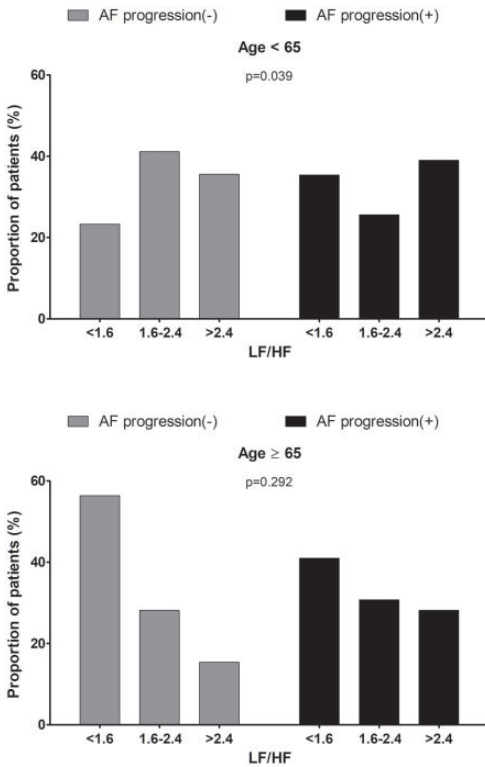 AF progression(-) AF progression(+)
Age < 65
p=0.039
Proportion of patients (%)
60
40
20
0
<1.6 1.6-2.4 >2.4 <1.6 1.6-2.4 >2.4
LF/HF
AF progression(-) AF progression(+)
Age ≥ 65
p=0.292
Proportion of patients (%)
60
40
20
0
<1.6 1.6-2.4 >2.4 <1.6 1.6-2.4 >2.4
LF/HF